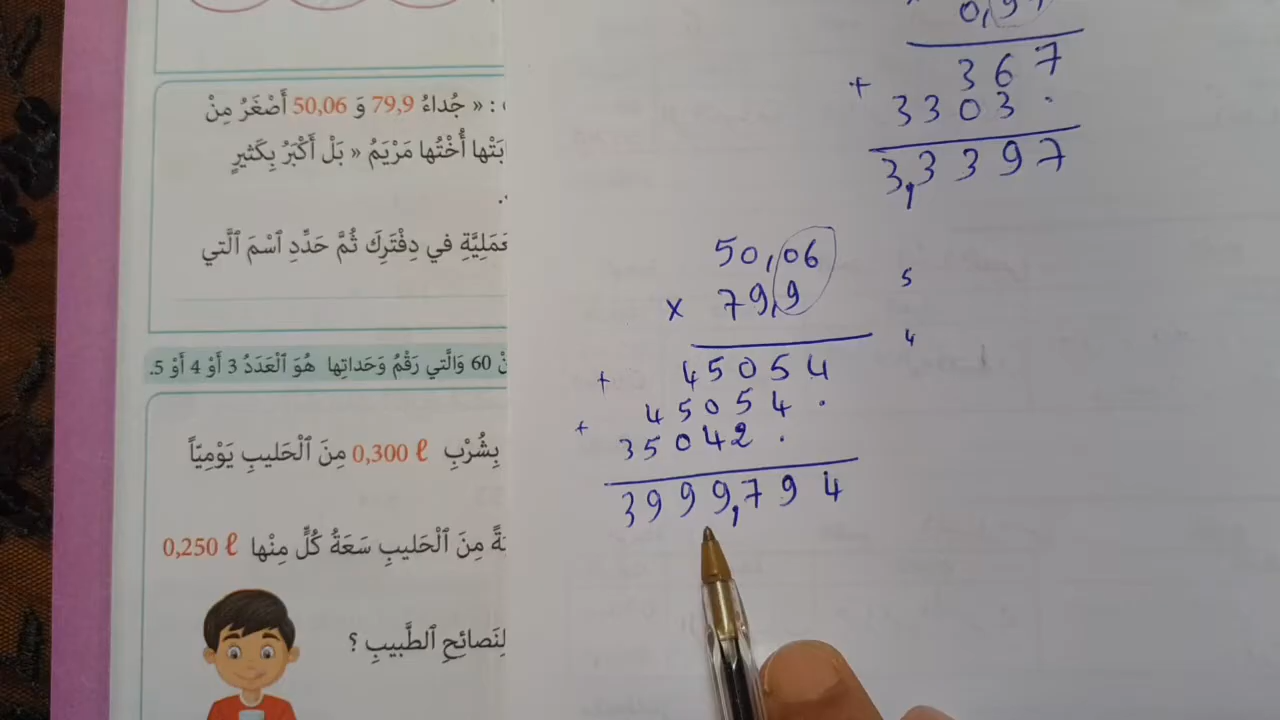 : « جُداءُ 79,9 وَ 50,06 أَصْغَرُ مِنْ
بَتْها أُخْتُها مَرْيَمُ « بَلْ أَكْبَرُ بِكَثيرٍ
عَمَلِيَّةِ في دِفْتَرِكَ ثُمَّ حَدِّدِ ٱسْمَ ٱلَّتي
نْ 60 وَالَّتي رَقْمُ وَحَداتِها هُوَ ٱلْعَدَدُ 3 أَوْ 4 أَوْ 5.
بِشُرْبِ 0,300 ℓ مِنَ ٱلْحَليبِ يَوْمِيّاً
ةً مِنَ ٱلْحَليبِ سَعَةُ كُلٍّ مِنْها 0,250 ℓ
لِنَصائِحِ ٱلطَّبيبِ ؟
367
+ 3303 .
3,3397
50,06
× 79,9
45054
+ 45054 .
+ 35042 .
3999,794
5
4